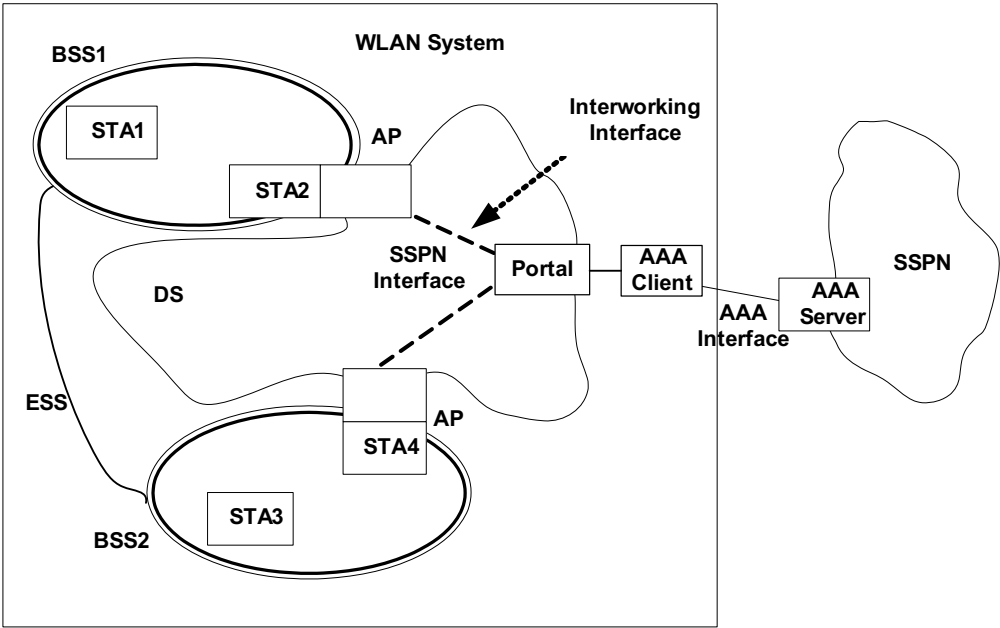 WLAN System
BSS1
STA1
AP
STA2
Interworking
Interface
SSPN
Interface
DS
Portal
AAA
Client
AAA
Interface
AAA
Server
SSPN
ESS
AP
STA4
STA3
BSS2